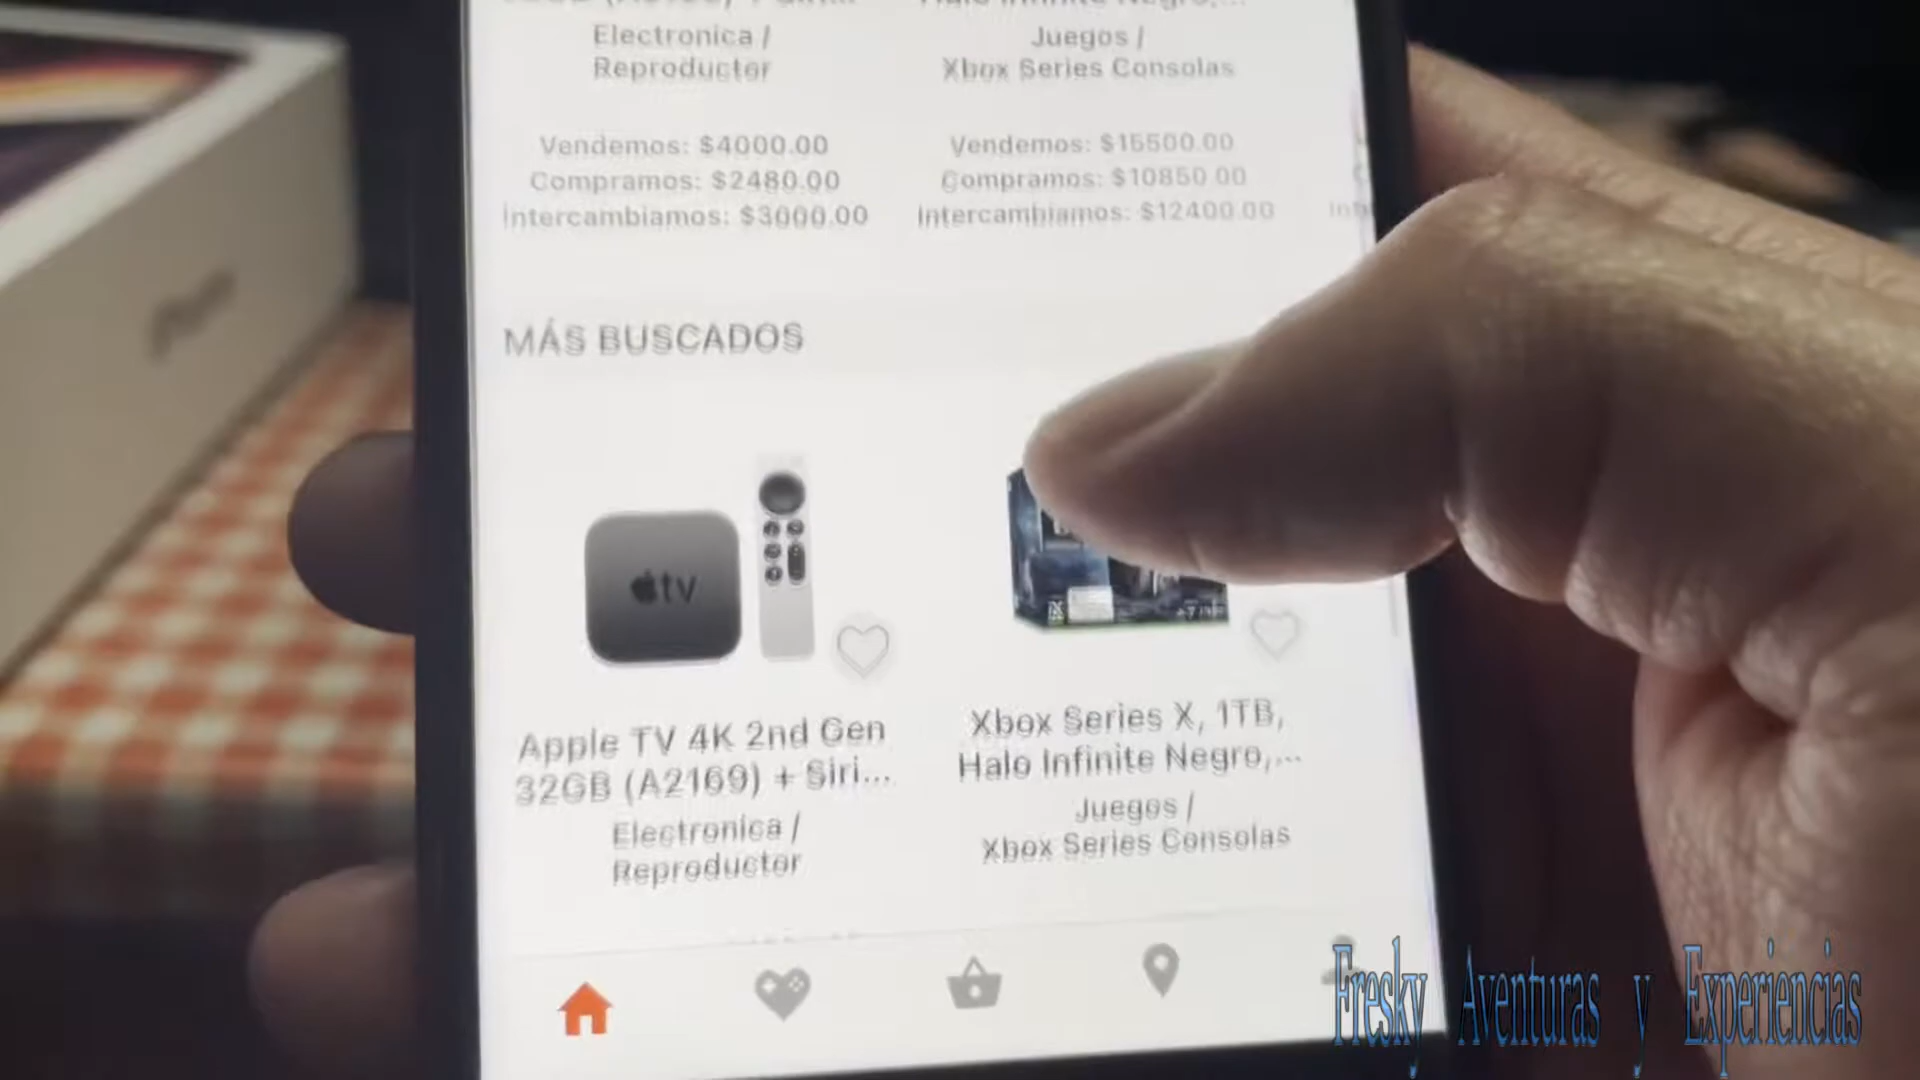 Electronica /
Reproductor
Juegos /
Xbox Series Consolas
Vendemos: $4000.00
Compramos: $2480.00
Intercambiamos: $3000.00
Vendemos: $15500.00
Compramos: $10850.00
Intercambiamos: $12400.00
MÁS BUSCADOS
tv
Apple TV 4K 2nd Gen
32GB (A2169) + Siri...
Electronica /
Reproductor
Xbox Series X, 1TB,
Halo Infinite Negro,...
Juegos /
Xbox Series Consolas
Fresky Aventuras y Experiencias